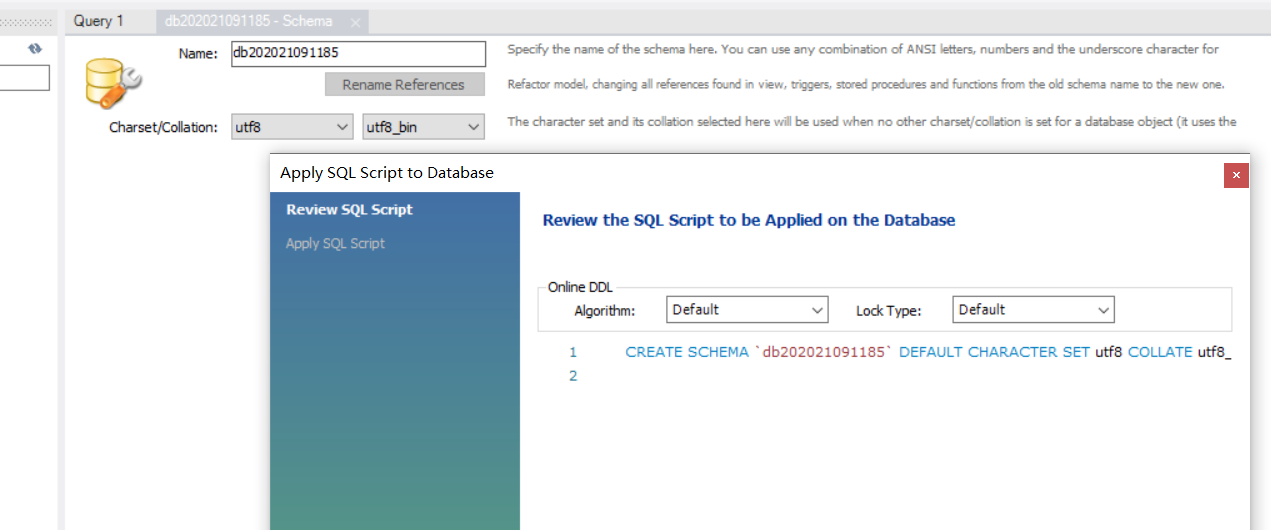 Query 1
db202021091185 - Schema
Name: db202021091185 Specify the name of the schema here. You can use any combination of ANSI letters, numbers and the underscore character for
Rename References Refactor model, changing all references found in view, triggers, stored procedures and functions from the old schema name to the new one.
Charset/Collation: utf8 utf8_bin The character set and its collation selected here will be used when no other charset/collation is set for a database object (it uses the
Apply SQL Script to Database
Review SQL Script
Apply SQL Script
Review the SQL Script to be Applied on the Database
Online DDL
Algorithm: Default Lock Type: Default
1 CREATE SCHEMA `db202021091185` DEFAULT CHARACTER SET utf8 COLLATE utf8_
2